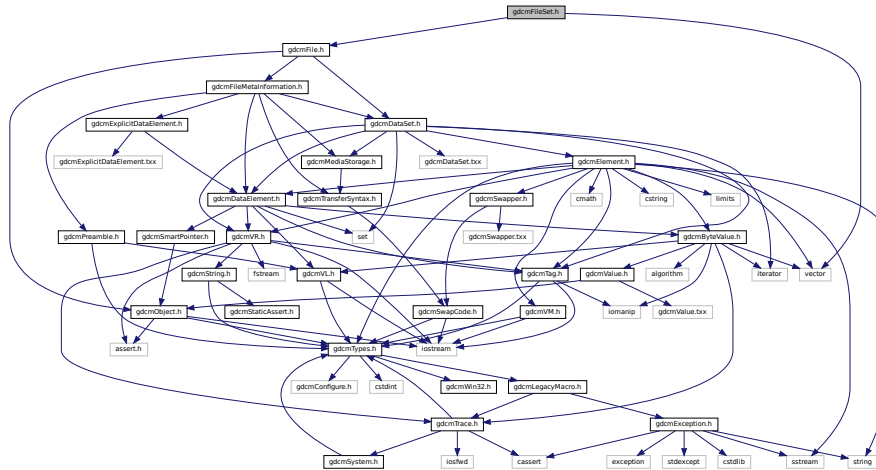 gdcmFileSet.h
gdcmFile.h
gdcmFileMetaInformation.h
gdcmExplicitDataElement.h
gdcmDataSet.h
gdcmExplicitDataElement.txx
gdcmMediaStorage.h
gdcmDataSet.txx
gdcmElement.h
gdcmDataElement.h
gdcmTransferSyntax.h
gdcmSwapper.h
cmath
cstring
limits
gdcmPreamble.h
gdcmSmartPointer.h
gdcmVR.h
set
gdcmSwapper.txx
gdcmByteValue.h
gdcmString.h
fstream
gdcmVL.h
gdcmTag.h
gdcmValue.h
algorithm
iterator
vector
gdcmObject.h
gdcmStaticAssert.h
gdcmSwapCode.h
gdcmVM.h
iomanip
gdcmValue.txx
assert.h
gdcmTypes.h
iostream
gdcmConfigure.h
cstdint
gdcmWin32.h
gdcmLegacyMacro.h
gdcmTrace.h
gdcmException.h
gdcmSystem.h
iosfwd
cassert
exception
stdexcept
cstdlib
sstream
string